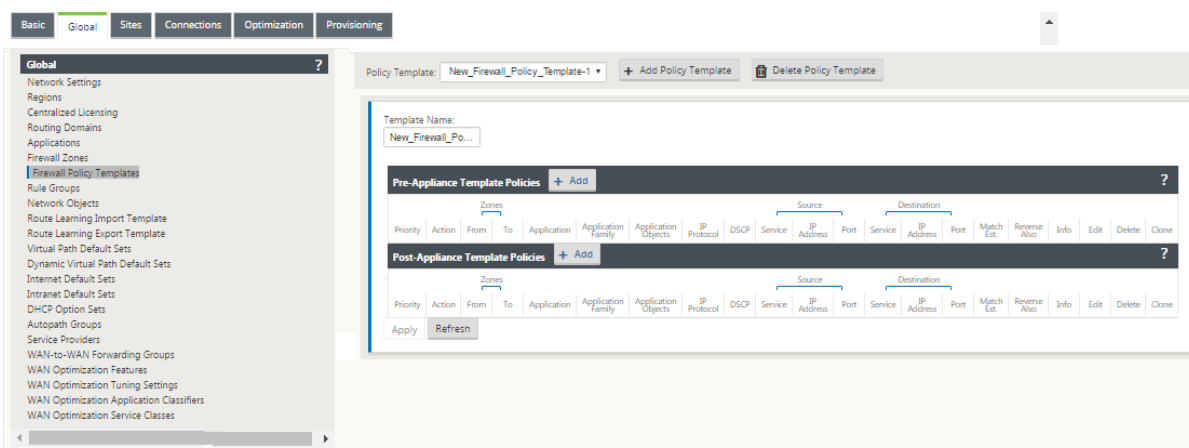 Basic Global Sites Connections Optimization Provisioning
Global ?
Network Settings
Regions
Centralized Licensing
Routing Domains
Applications
Firewall Zones
Firewall Policy Templates
Rule Groups
Network Objects
Route Learning Import Template
Route Learning Export Template
Virtual Path Default Sets
Dynamic Virtual Path Default Sets
Internet Default Sets
Intranet Default Sets
DHCP Option Sets
Autopath Groups
Service Providers
WAN-to-WAN Forwarding Groups
WAN Optimization Features
WAN Optimization Tuning Settings
WAN Optimization Application Classifiers
WAN Optimization Service Classes
Policy Template: New_Firewall_Policy_Template-1 + Add Policy Template Delete Policy Template
Template Name:
New_Firewall_Po...
Pre-Appliance Template Policies + Add ?
Zones Source Destination
Priority Action From To Application Application Family Application Objects IP Protocol DSCP Service IP Address Port Service IP Address Port Match Est. Reverse Also Info Edit Delete Clone
Post-Appliance Template Policies + Add ?
Zones Source Destination
Priority Action From To Application Application Family Application Objects IP Protocol DSCP Service IP Address Port Service IP Address Port Match Est. Reverse Also Info Edit Delete Clone
Apply Refresh